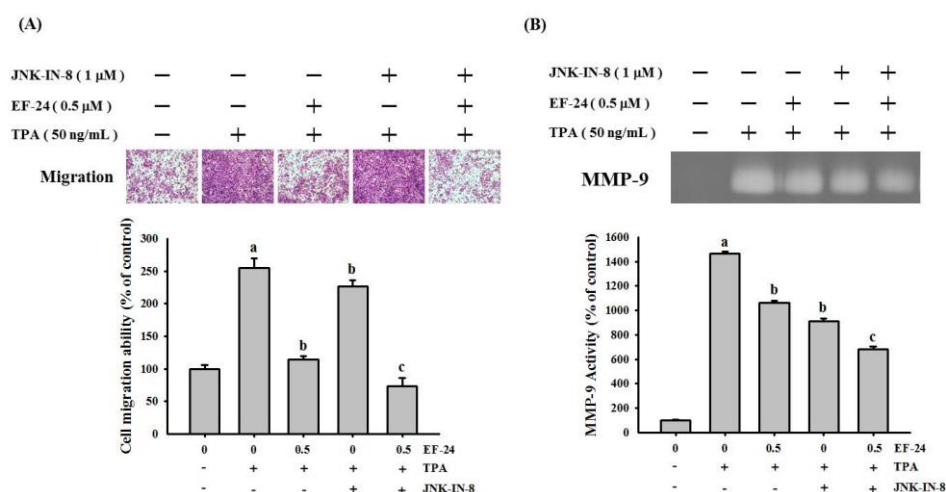 (A)
JNK-IN-8 ( 1 μM ) − − − + +
EF-24 ( 0.5 μM ) − − + − +
TPA ( 50 ng/mL ) − + + + +
Migration
Cell migration ability (% of control)
300
250
200
150
100
50
0
a
b
b
c
0 0 0.5 0 0.5 EF-24
- + + + + TPA
- - - + + JNK-IN-8
(B)
JNK-IN-8 ( 1 μM ) − − − + +
EF-24 ( 0.5 μM ) − − + − +
TPA ( 50 ng/mL ) − + + + +
MMP-9
MMP-9 Activity (% of control)
1600
1400
1200
1000
800
600
400
200
0
a
b
b
c
0 0 0.5 0 0.5 EF-24
- + + + + TPA
- - - + + JNK-IN-8